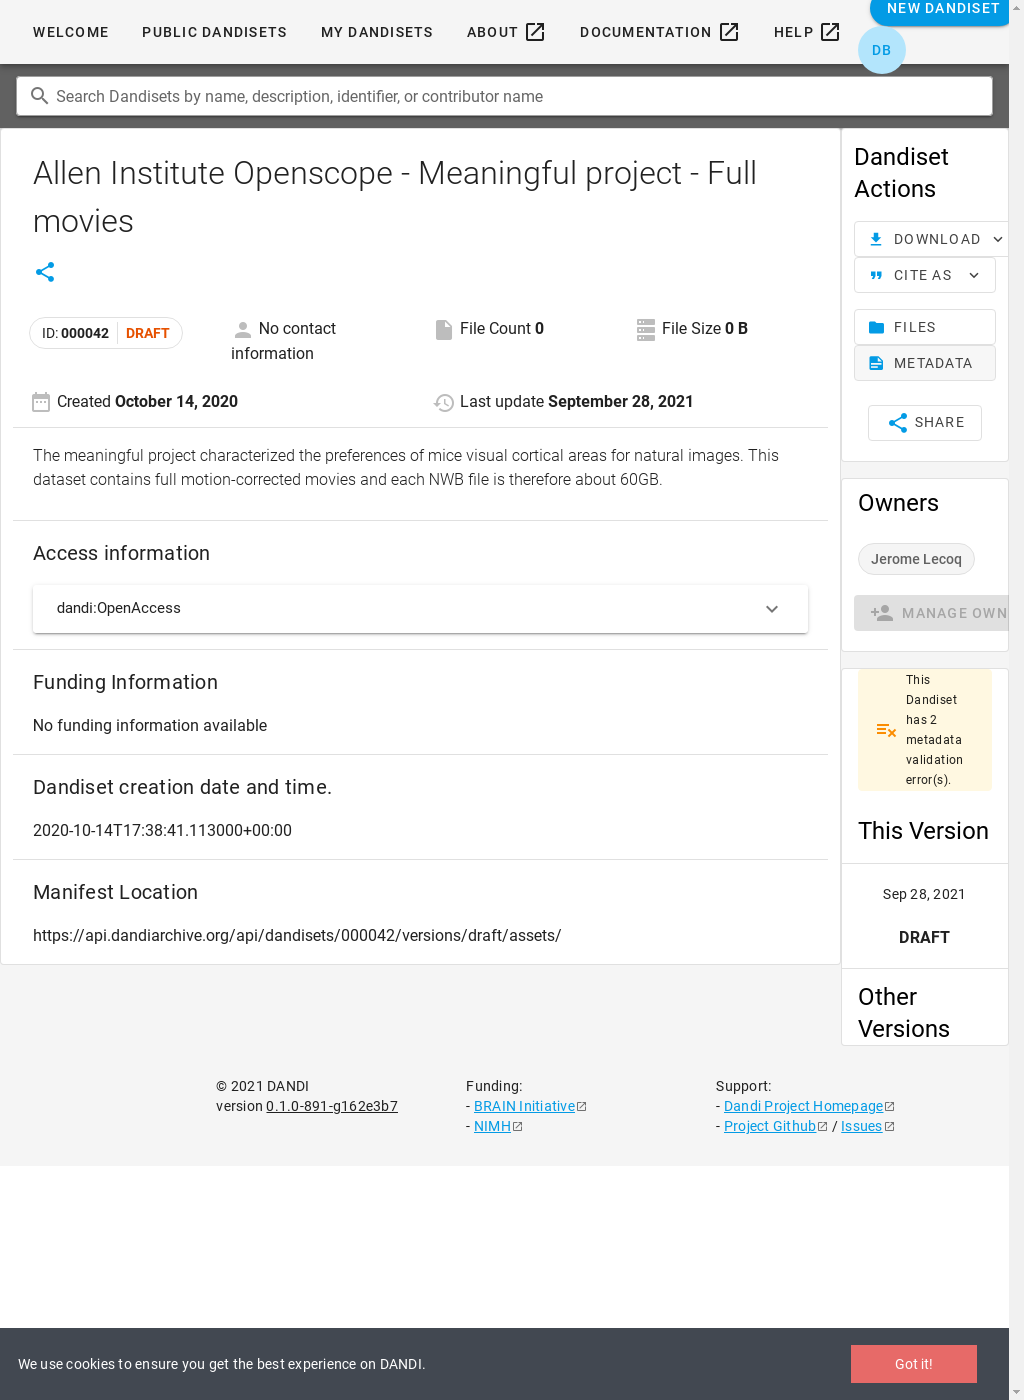 WELCOME PUBLIC DANDISETS MY DANDISETS ABOUT DOCUMENTATION HELP NEW DANDISET
DB
Search Dandisets by name, description, identifier, or contributor name
Allen Institute Openscope - Meaningful project - Full
movies
ID: 000042 DRAFT
No contact
information
File Count 0
File Size 0 B
Created October 14, 2020
Last update September 28, 2021
The meaningful project characterized the preferences of mice visual cortical areas for natural images. This
dataset contains full motion-corrected movies and each NWB file is therefore about 60GB.
Access information
dandi:OpenAccess
Funding Information
No funding information available
Dandiset creation date and time.
2020-10-14T17:38:41.113000+00:00
Manifest Location
https://api.dandiarchive.org/api/dandisets/000042/versions/draft/assets/
Dandiset
Actions
DOWNLOAD
CITE AS
FILES
METADATA
SHARE
Owners
Jerome Lecoq
MANAGE OWN
This
Dandiset
has 2
metadata
validation
error(s).
This Version
Sep 28, 2021
DRAFT
Other
Versions
© 2021 DANDI
version 0.1.0-891-g162e3b7
Funding:
- BRAIN Initiative
- NIMH
Support:
- Dandi Project Homepage
- Project Github / Issues
We use cookies to ensure you get the best experience on DANDI.
Got it!